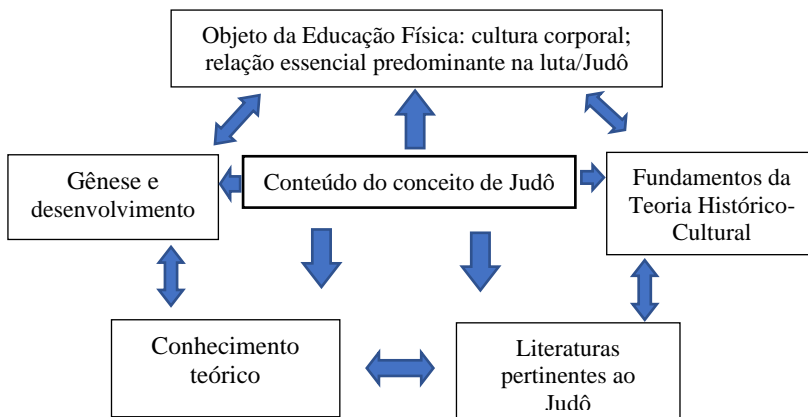 Objeto da Educação Física: cultura corporal;
relação essencial predominante na luta/Judô
Gênese e
desenvolvimento
Conteúdo do conceito de Judô
Fundamentos da
Teoria Histórico-
Cultural
Conhecimento
teórico
Literaturas
pertinentes ao
Judô